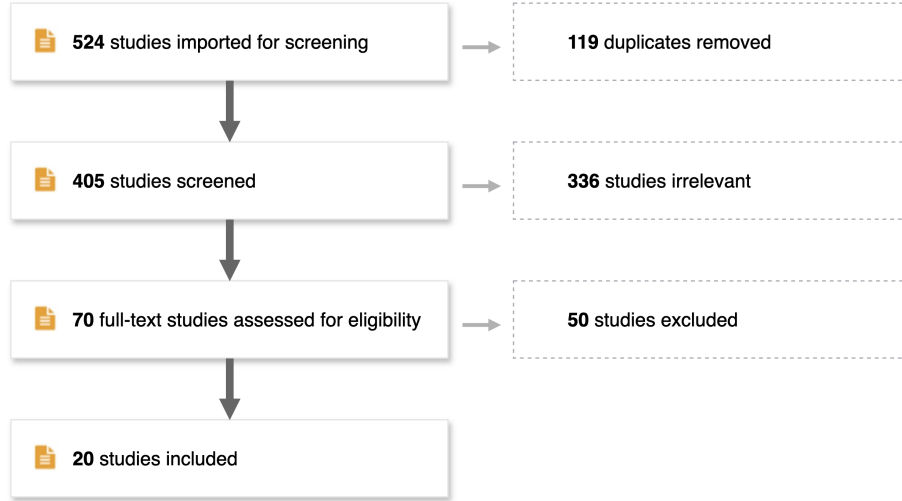 524 studies imported for screening
119 duplicates removed
405 studies screened
336 studies irrelevant
70 full-text studies assessed for eligibility
50 studies excluded
20 studies included